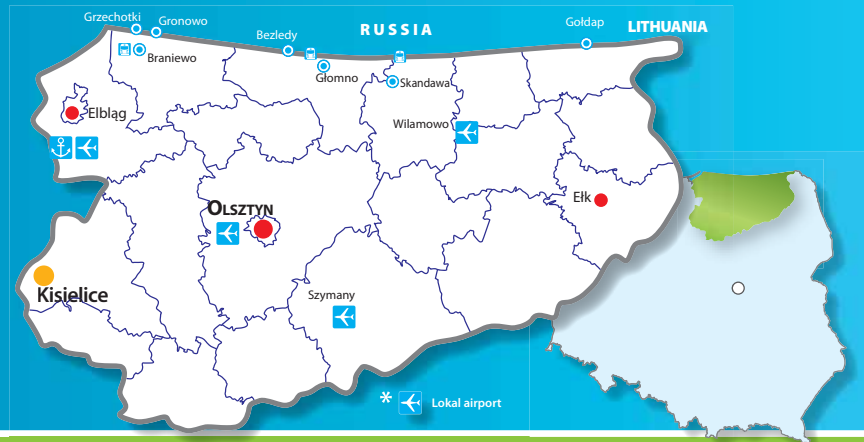 Grzechotki
Gronowo
Gołdap
Bezledy
RUSSIA
LITHUANIA
Braniewo
Głomno
Skandawa
Elbląg
Wilamowo
Ełk
OLSZTYN
Kisielice
Szymany
* Lokal airport